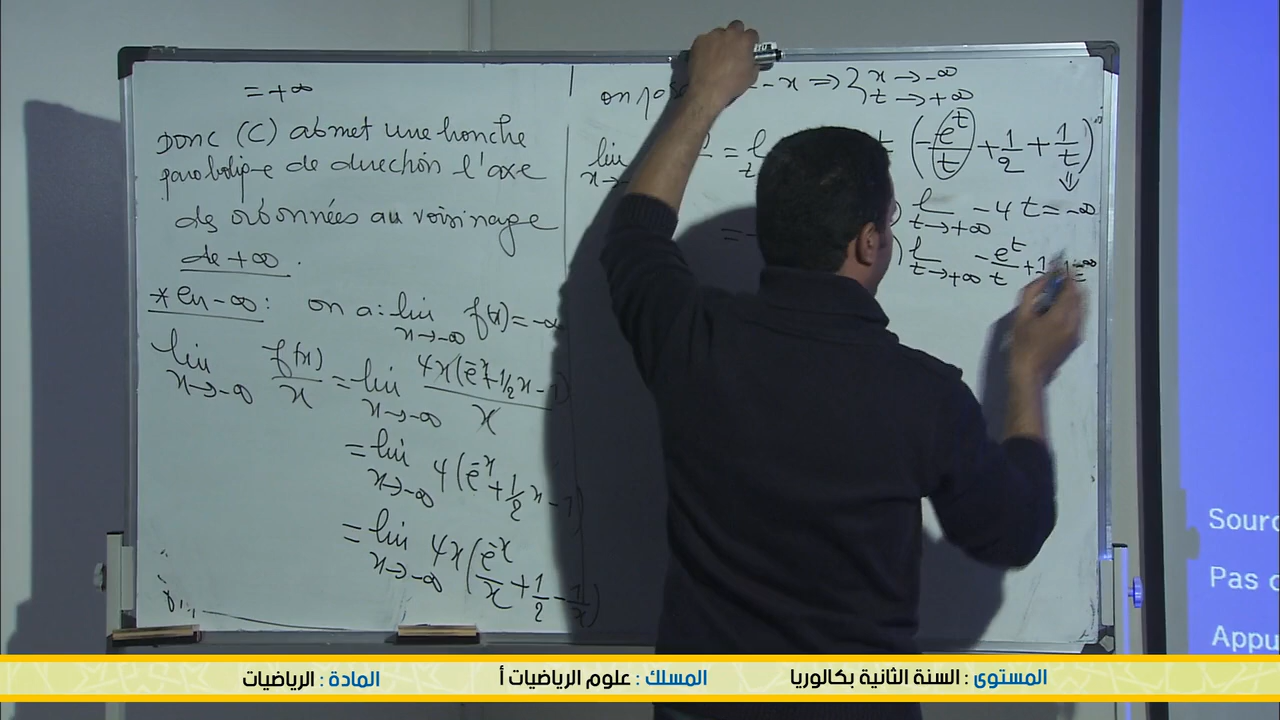 = +∞
Donc (C) admet une branche
parabolique de direction l'axe
des ordonnées au voisinage
de +∞.
* en -∞ : on a : lim f(x) = -∞
x→-∞
lim f(x)/x = lim 4x(e^-x + 1/2 x - 1)/x
x→-∞ x→-∞
= lim 4(e^-x + 1/2 x - 1)
x→-∞
= lim 4x(e^-x/x + 1/2 - 1/x)
x→-∞
on pose -x ⇒ { x → -∞
t → +∞
lim = l (-e^t/t + 1/2 + 1/t)
x→- t
l -4t = -∞
t→+∞
= -
l -e^t/t + 1 = -∞
t→+∞
Sourc
Pas d
Appu
المستوى : السنة الثانية بكالوريا المسلك : علوم الرياضيات أ المادة : الرياضيات